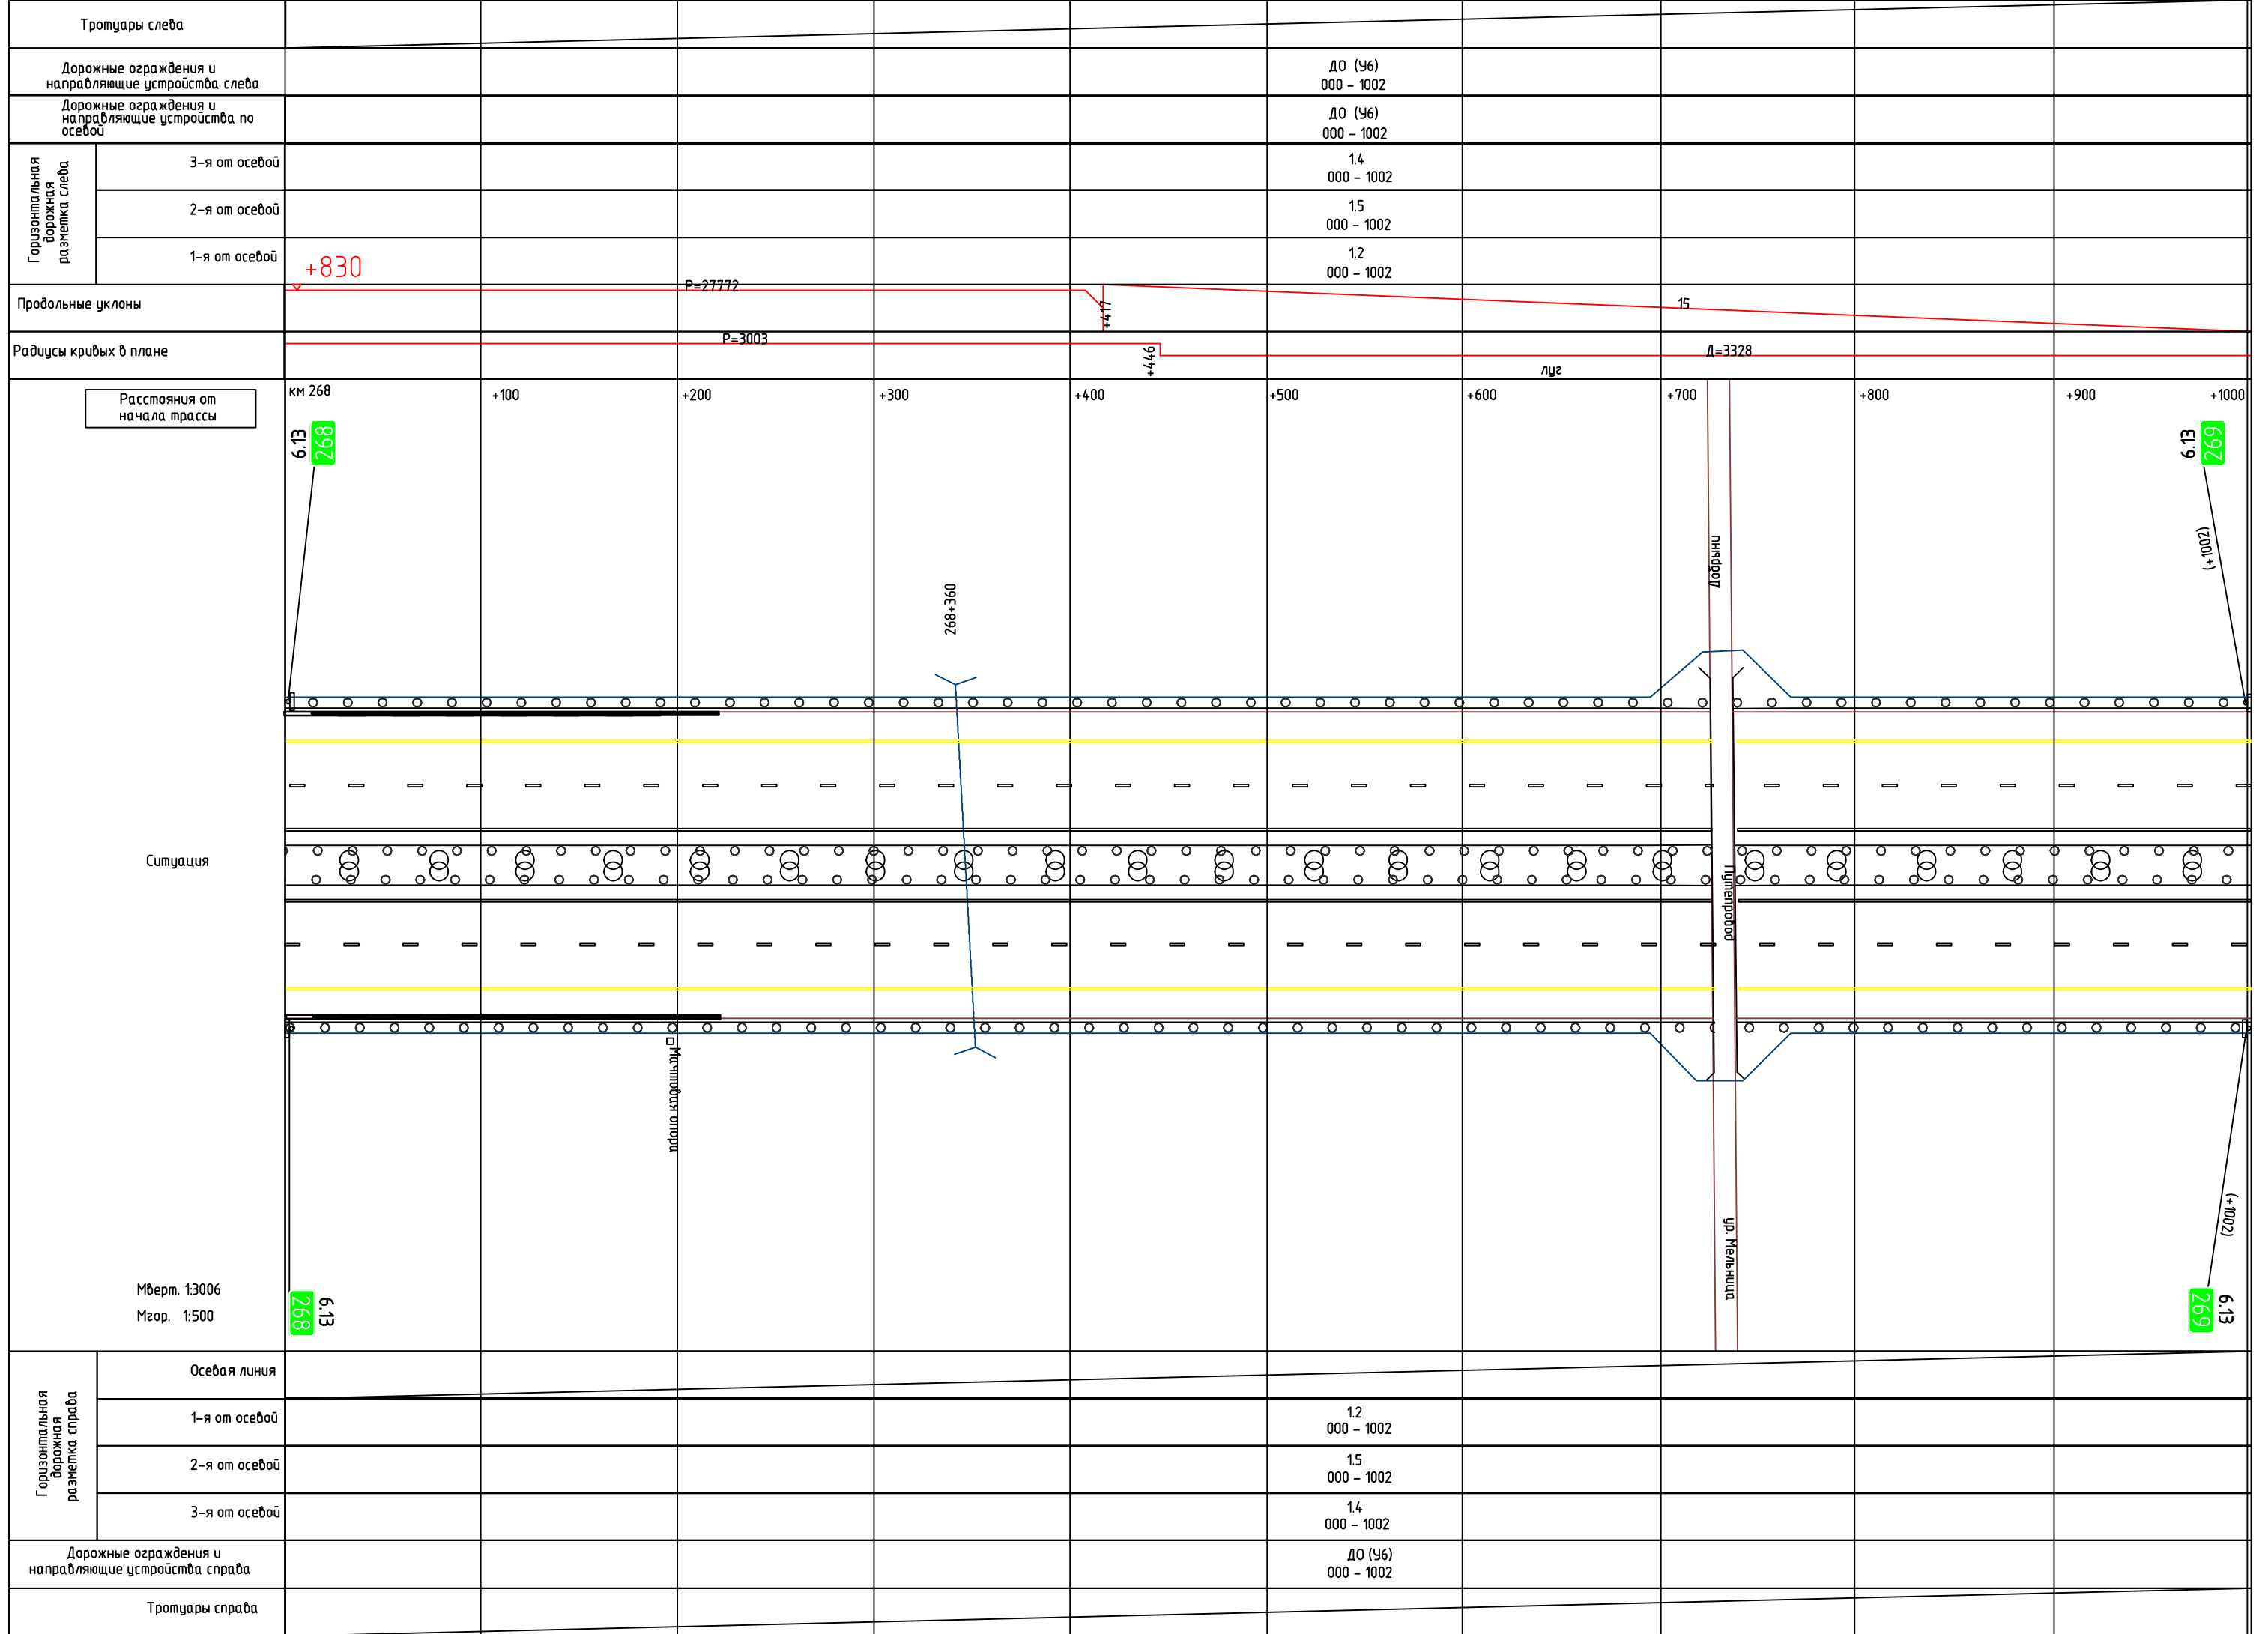 Тротуары слева
Дорожные ограждения и
направляющие устройства слева
ДО (У6)
000 – 1002
Дорожные ограждения и
направляющие устройства по
осевой
ДО (У6)
000 – 1002
Горизонтальная
дорожная
разметка слева
3-я от осевой
1.4
000 – 1002
2-я от осевой
1.5
000 – 1002
1-я от осевой
1.2
000 – 1002
+830
Продольные уклоны
Р=27772
+417
15
Радиусы кривых в плане
Р=3003
+446
Д=3328
луг
Расстояния от
начала трассы
км 268
+100
+200
+300
+400
+500
+600
+700
+800
+900
+1000
6.13
268
6.13
269
(+1002)
Добрыни
268+360
Ситуация
Путепровод
Мачтовая опора
ур. Мельница
(+1002)
Мверт. 1:3006
Мгор. 1:500
268
6.13
269
6.13
Горизонтальная
дорожная
разметка справа
Осевая линия
1-я от осевой
1.2
000 – 1002
2-я от осевой
1.5
000 – 1002
3-я от осевой
1.4
000 – 1002
Дорожные ограждения и
направляющие устройства справа
ДО (У6)
000 – 1002
Тротуары справа